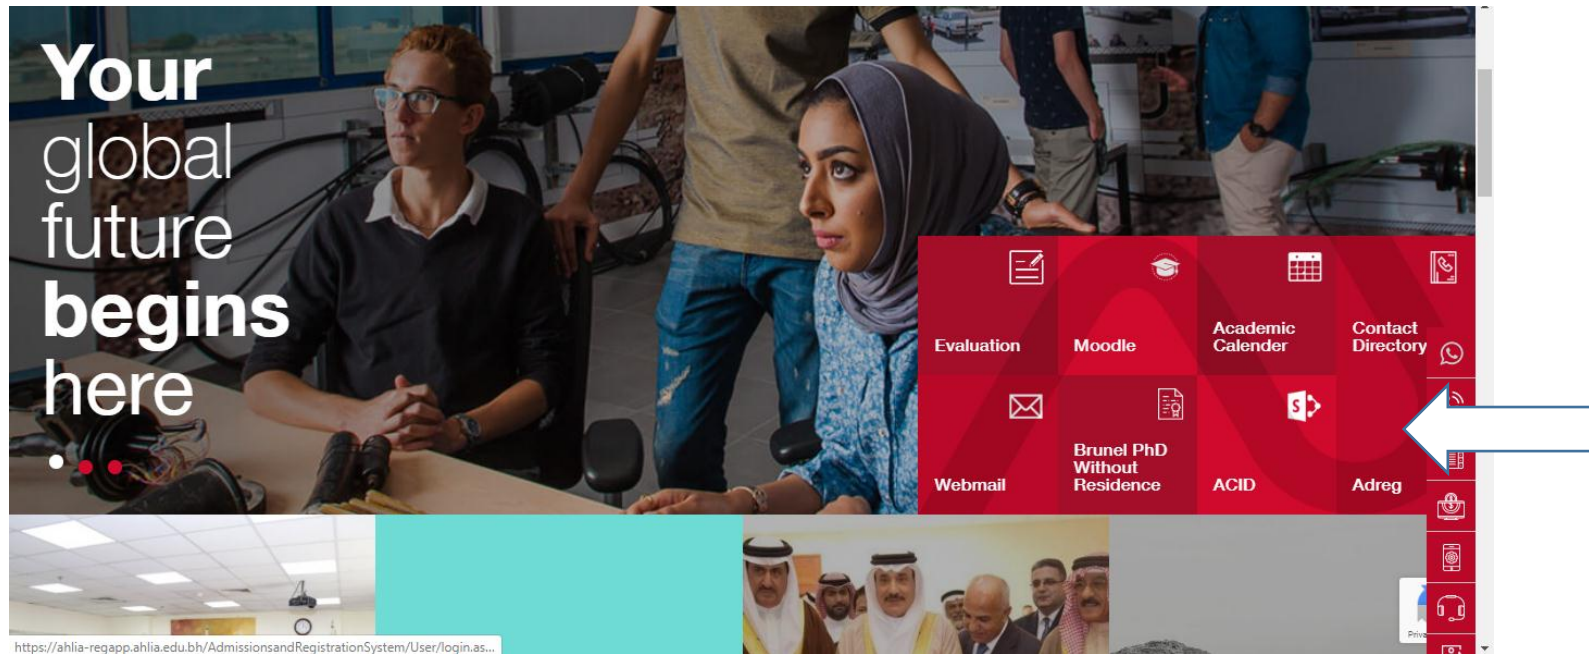 Your
global
future
begins
here
Evaluation
Moodle
Academic
Calender
Contact
Directory
Webmail
Brunel PhD
Without
Residence
S
ACID
Adreg
https://ahlia-regapp.ahlia.edu.bh/AdmissionsandRegistrationSystem/User/login.as...